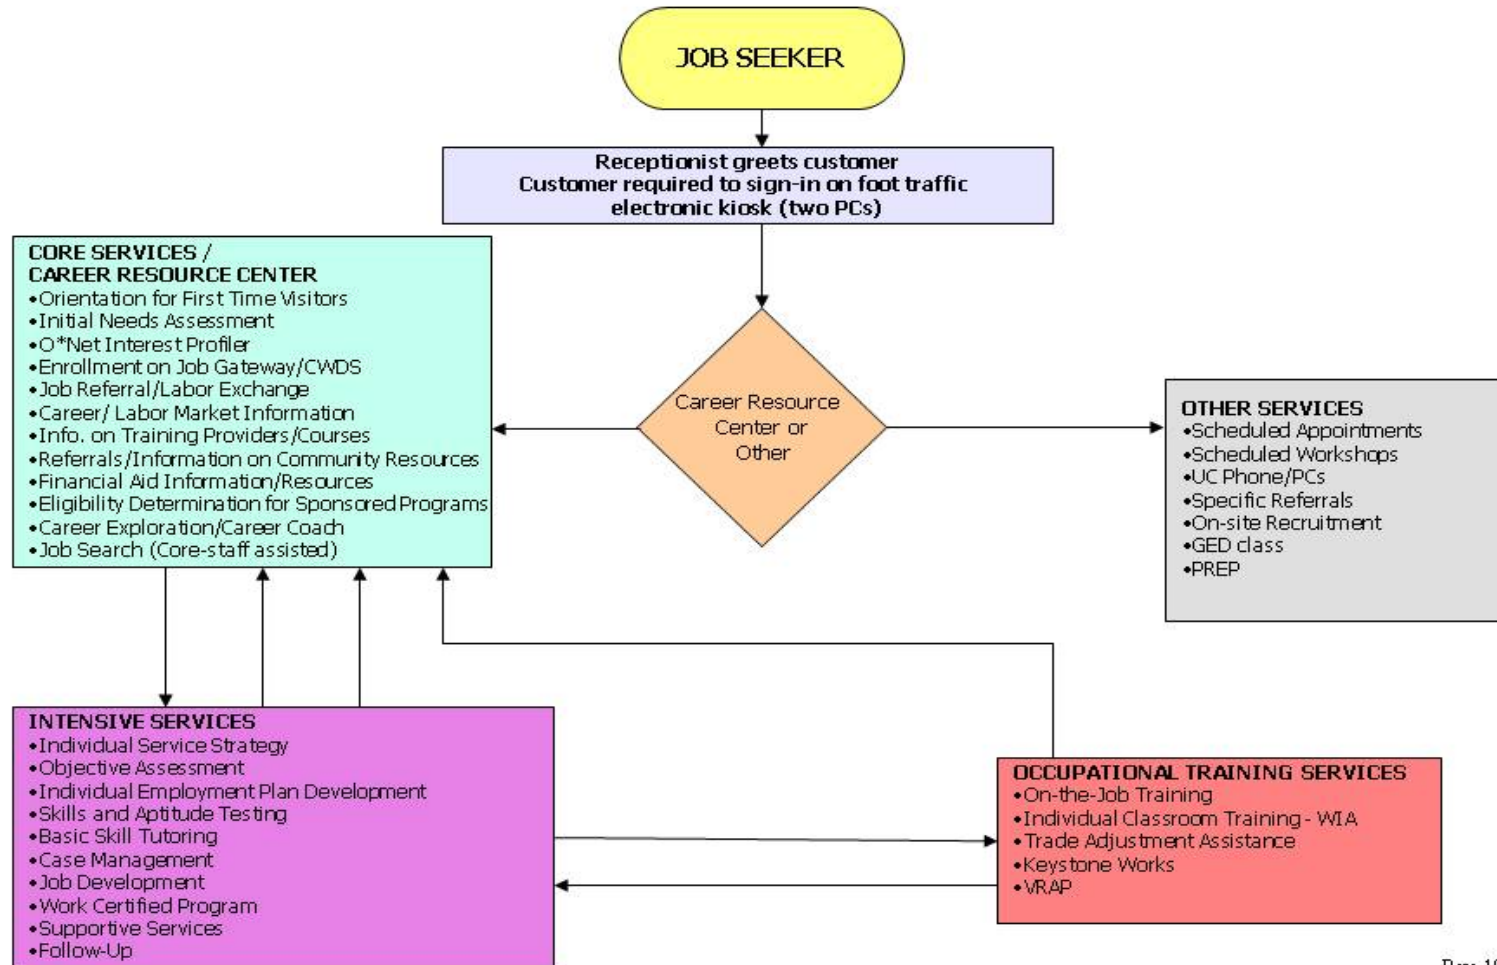 JOB SEEKER
Receptionist greets customer
Customer required to sign-in on foot traffic
electronic kiosk (two PCs)
CORE SERVICES /
CAREER RESOURCE CENTER
•Orientation for First Time Visitors
•Initial Needs Assessment
•O*Net Interest Profiler
•Enrollment on Job Gateway/CWDS
•Job Referral/Labor Exchange
•Career/ Labor Market Information
•Info. on Training Providers/Courses
•Referrals/Information on Community Resources
•Financial Aid Information/Resources
•Eligibility Determination for Sponsored Programs
•Career Exploration/Career Coach
•Job Search (Core-staff assisted)
Career Resource
Center or
Other
OTHER SERVICES
•Scheduled Appointments
•Scheduled Workshops
•UC Phone/PCs
•Specific Referrals
•On-site Recruitment
•GED class
•PREP
INTENSIVE SERVICES
•Individual Service Strategy
•Objective Assessment
•Individual Employment Plan Development
•Skills and Aptitude Testing
•Basic Skill Tutoring
•Case Management
•Job Development
•Work Certified Program
•Supportive Services
•Follow-Up
OCCUPATIONAL TRAINING SERVICES
•On-the-Job Training
•Individual Classroom Training - WIA
•Trade Adjustment Assistance
•Keystone Works
•VRAP